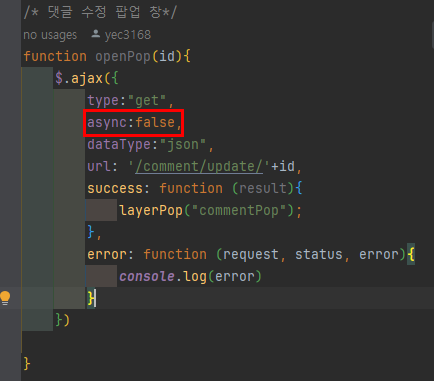 /* 댓글 수정 팝업 창*/
no usages yec3168
function openPop(id){
$.ajax({
type:"get",
async:false,
dataType:"json",
url: '/comment/update/'+id,
success: function (result){
layerPop("commentPop");
},
error: function (request, status, error){
console.log(error)
}
})
}